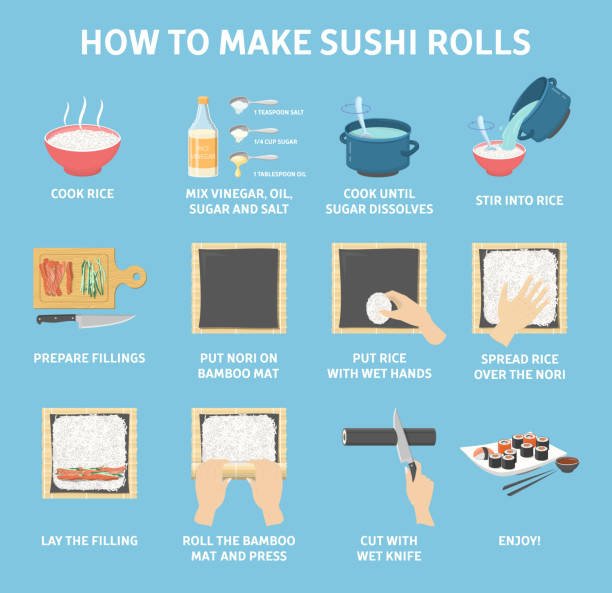 HOW TO MAKE SUSHI ROLLS
COOK RICE
RICE
VINEGAR
1 TEASPOON SALT
1/4 CUP SUGAR
1 TABLESPOON OIL
MIX VINEGAR, OIL,
SUGAR AND SALT
COOK UNTIL
SUGAR DISSOLVES
STIR INTO RICE
PREPARE FILLINGS
PUT NORI ON
BAMBOO MAT
PUT RICE
WITH WET HANDS
SPREAD RICE
OVER THE NORI
LAY THE FILLING
ROLL THE BAMBOO
MAT AND PRESS
CUT WITH
WET KNIFE
ENJOY!